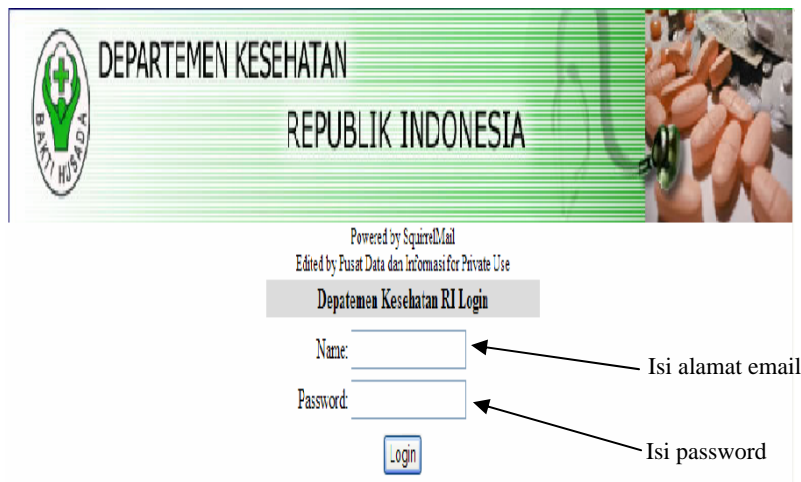 DEPARTEMEN KESEHATAN
REPUBLIK INDONESIA
BAKTI HUSADA
Powered by SquirrelMail
Edited by Pusat Data dan Informasi for Private Use
Depatemen Kesehatan RI Login
Name:
Isi alamat email
Password:
Isi password
Login